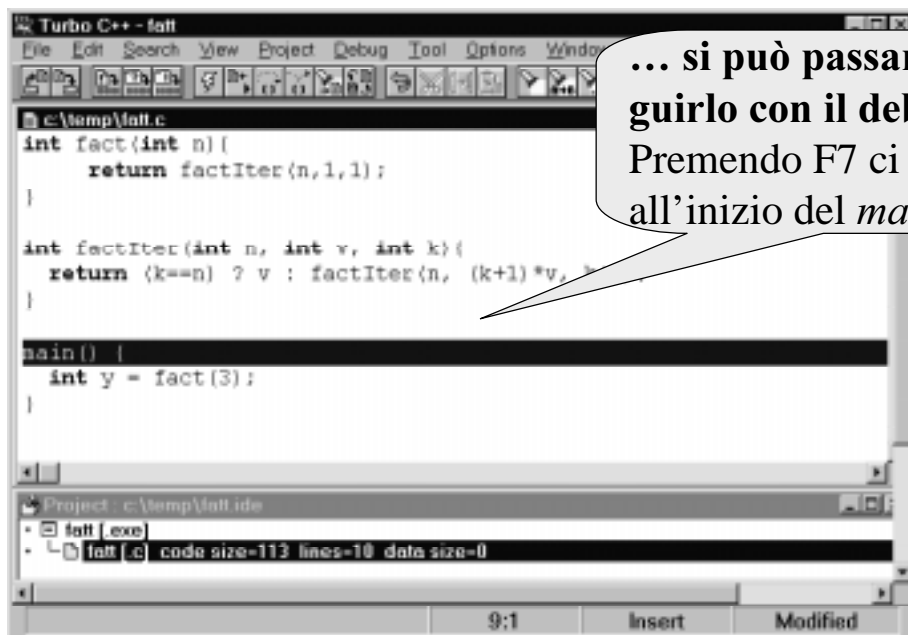 Turbo C++ - fatt
File Edit Search View Project Debug Tool Options
… si può
guirlo con il
Premendo F7 ci
all'inizio del
c:\temp\fatt.c
int fact(int n){
return factIter(n,1,1);
}
int factIter(int n, int v, int k){
return (k==n) ? v : factIter(n, (k+1)*v,
}
main() {
int y = fact(3);
}
Project : c:\temp\fatt.ide
fatt [.exe]
fatt [.c] code size=113 lines=10 data size=0
9:1 Insert Modified